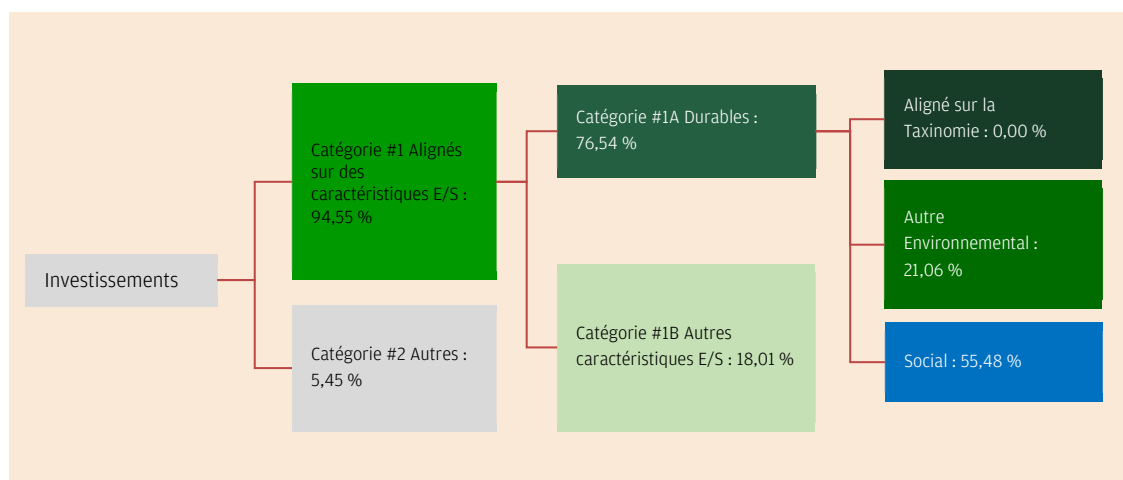 Investissements
Catégorie #1 Alignés
sur des
caractéristiques E/S :
94,55 %
Catégorie #2 Autres :
5,45 %
Catégorie #1A Durables :
76,54 %
Catégorie #1B Autres
caractéristiques E/S : 18,01 %
Aligné sur la
Taxinomie : 0,00 %
Autre
Environnemental :
21,06 %
Social : 55,48 %